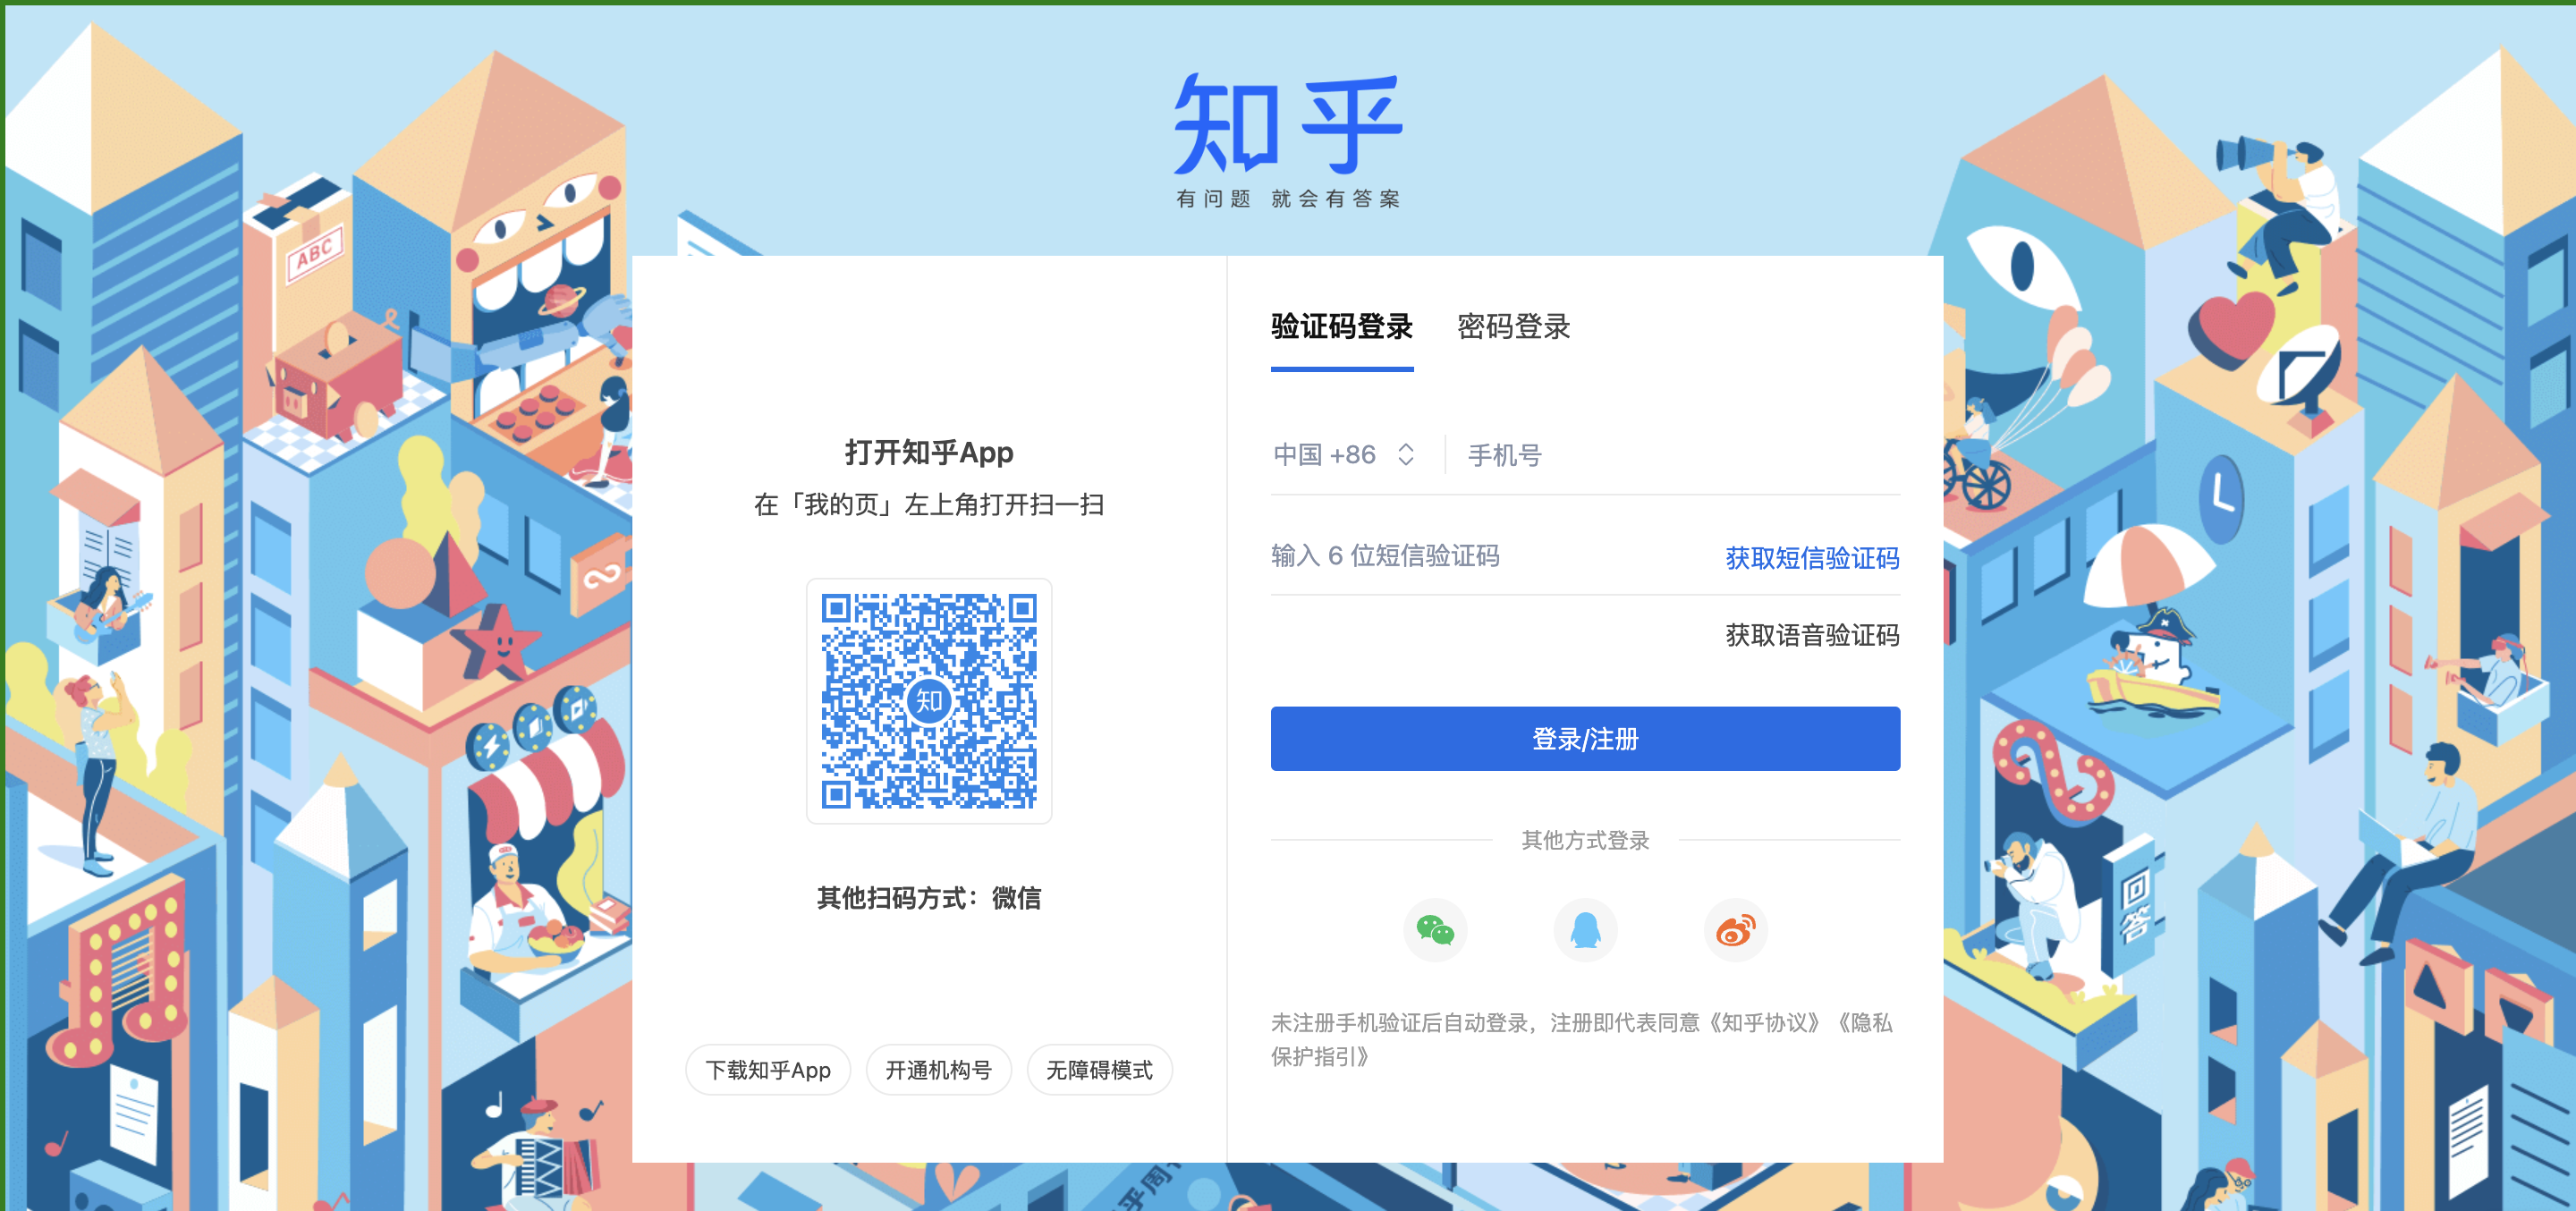 知乎
有问题 就会有答案
ABC
打开知乎App
在「我的页」左上角打开扫一扫
知
其他扫码方式：微信
下载知乎App
开通机构号
无障碍模式
验证码登录
密码登录
中国 +86
手机号
输入 6 位短信验证码
获取短信验证码
获取语音验证码
登录/注册
其他方式登录
未注册手机验证后自动登录，注册即代表同意《知乎协议》《隐私
保护指引》
回答
乎周